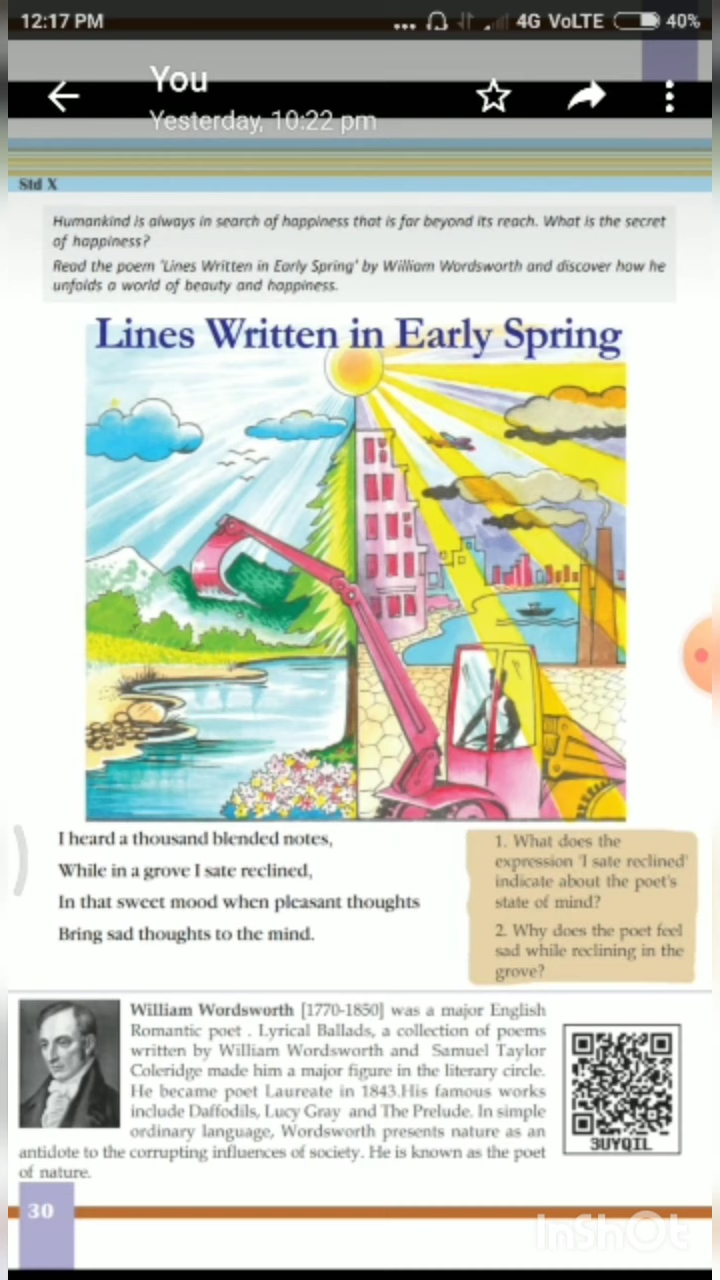 12:17 PM
4G VoLTE
40%
You
Yesterday, 10:22 pm
Std X
Humankind is always in search of happiness that is far beyond its reach. What is the secret
of happiness?
Read the poem 'Lines Written in Early Spring' by William Wordsworth and discover how he
unfolds a world of beauty and happiness.
Lines Written in Early Spring
I heard a thousand blended notes,
While in a grove I sate reclined,
In that sweet mood when pleasant thoughts
Bring sad thoughts to the mind.
1. What does the
expression 'I sate reclined'
indicate about the poet's
state of mind?
2. Why does the poet feel
sad while reclining in the
grove?
William Wordsworth [1770-1850] was a major English
Romantic poet . Lyrical Ballads, a collection of poems
written by William Wordsworth and Samuel Taylor
Coleridge made him a major figure in the literary circle.
He became poet Laureate in 1843.His famous works
include Daffodils, Lucy Gray and The Prelude. In simple
ordinary language, Wordsworth presents nature as an
antidote to the corrupting influences of society. He is known as the poet
of nature.
3UYQIL
30
InShOt